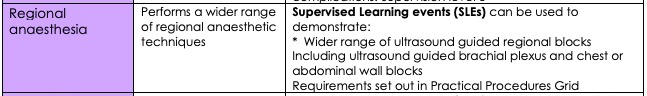 Regional
anaesthesia
Performs a wider range
of regional anaesthetic
techniques
Supervised Learning events (SLEs) can be used to
demonstrate:
* Wider range of ultrasound guided regional blocks
Including ultrasound guided brachial plexus and chest or
abdominal wall blocks
Requirements set out in Practical Procedures Grid